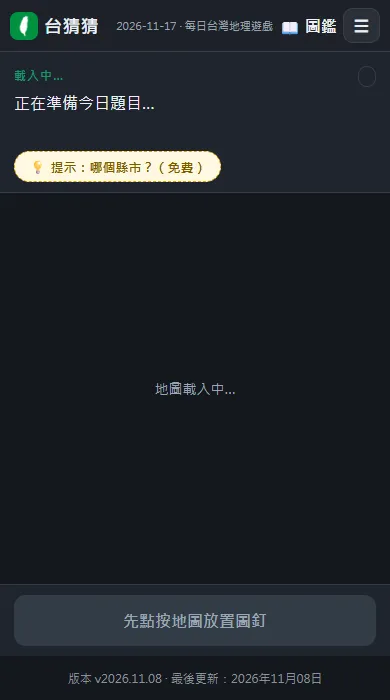 台猜猜 2026-11-17 · 每日台灣地理遊戲 圖鑑
載入中...
正在準備今日題目...
提示：哪個縣市？（免費）
地圖載入中...
先點按地圖放置圖釘
版本 v2026.11.08 · 最後更新：2026年11月08日